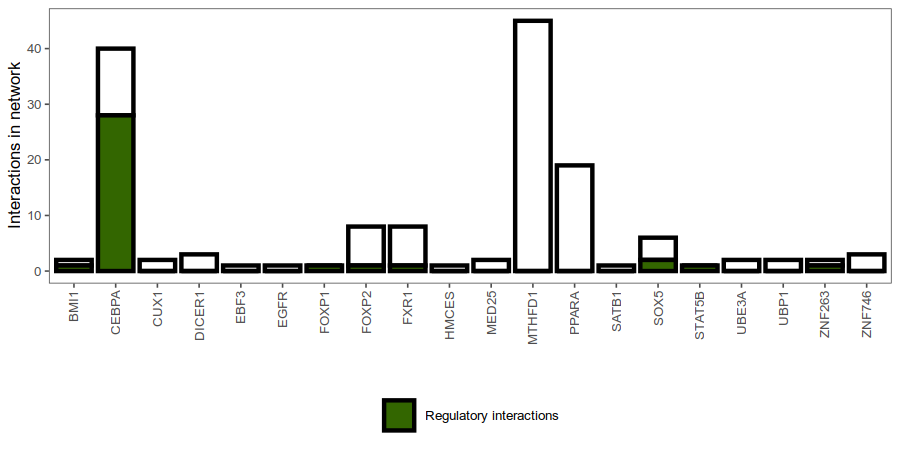 Interactions in network
40
30
20
10
0
BMI1
CEBPA
CUX1
DICER1
EBF3
EGFR
FOXP1
FOXP2
FXR1
HMCES
MED25
MTHFD1
PPARA
SATB1
SOX5
STAT5B
UBE3A
UBP1
ZNF263
ZNF746
Regulatory interactions